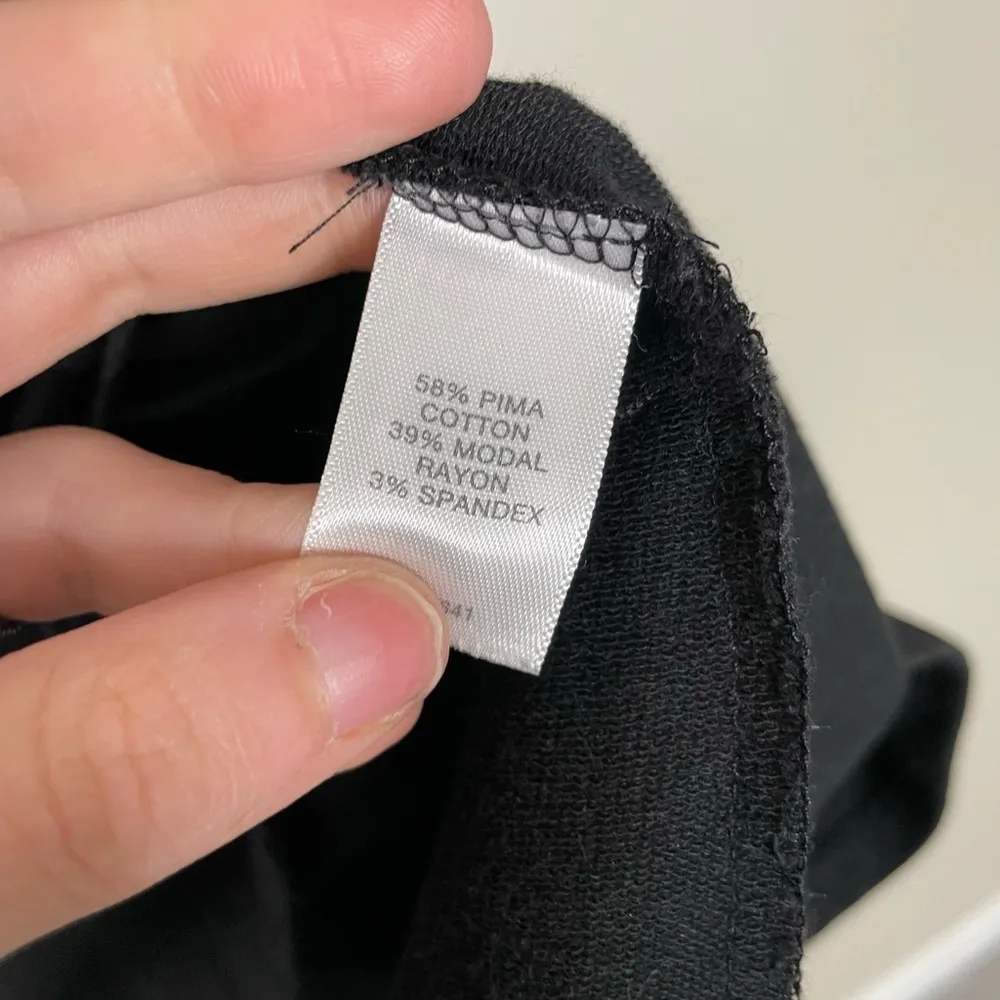 58% PIMA
COTTON
39% MODAL
RAYON
3% SPANDEX